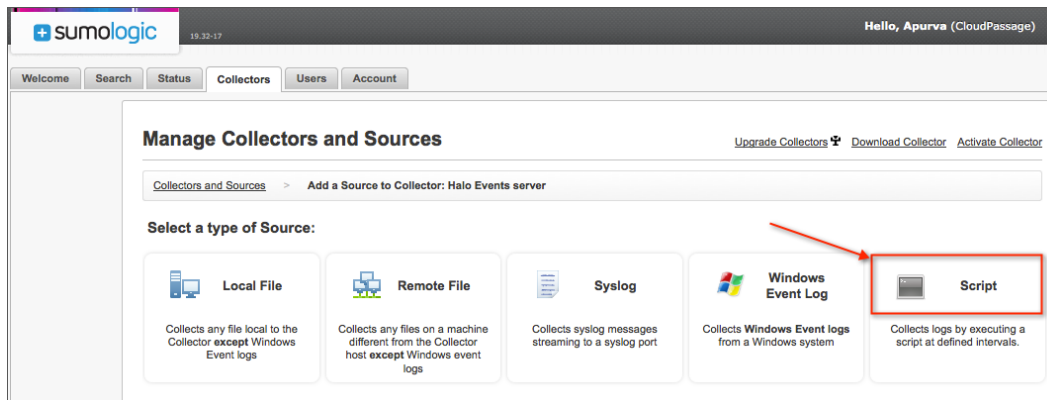 sumologic
19.32-17
Hello, Apurva (CloudPassage)
Welcome
Search
Status
Collectors
Users
Account
Manage Collectors and Sources
Upgrade Collectors
Download Collector
Activate Collector
Collectors and Sources > Add a Source to Collector: Halo Events server
Select a type of Source:
Local File
Collects any file local to the
Collector except Windows
Event logs
Remote File
Collects any files on a machine
different from the Collector
host except Windows event
logs
Syslog
Collects syslog messages
streaming to a syslog port
Windows
Event Log
Collects Windows Event logs
from a Windows system
Script
Collects logs by executing a
script at defined intervals.